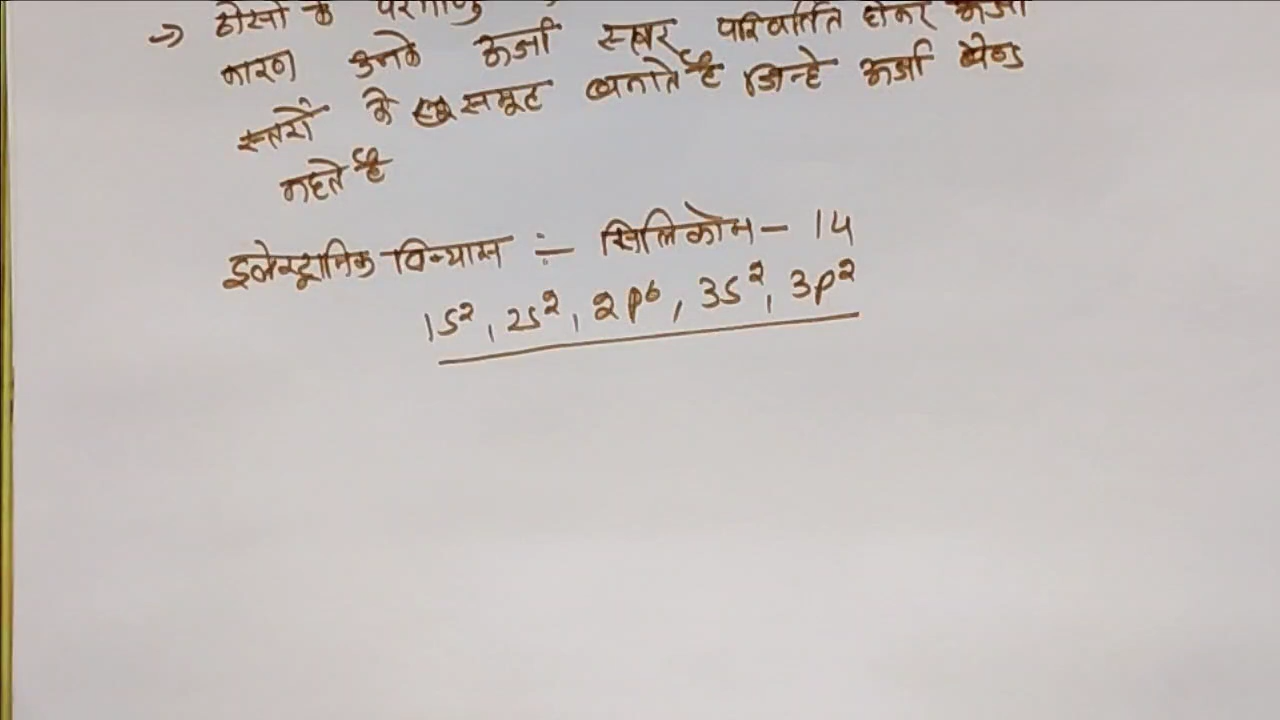 → ठोसों के परमाणु
कारण उनके ऊर्जा स्तर परिवर्तित होकर ऊर्जा
स्तरों के समूह बनाते है जिन्हे ऊर्जा बेण्ड
कहते है
इलेक्ट्रानिक विन्यास :- सिलिकोन - 14
1S², 2S², 2p⁶, 3S², 3p²